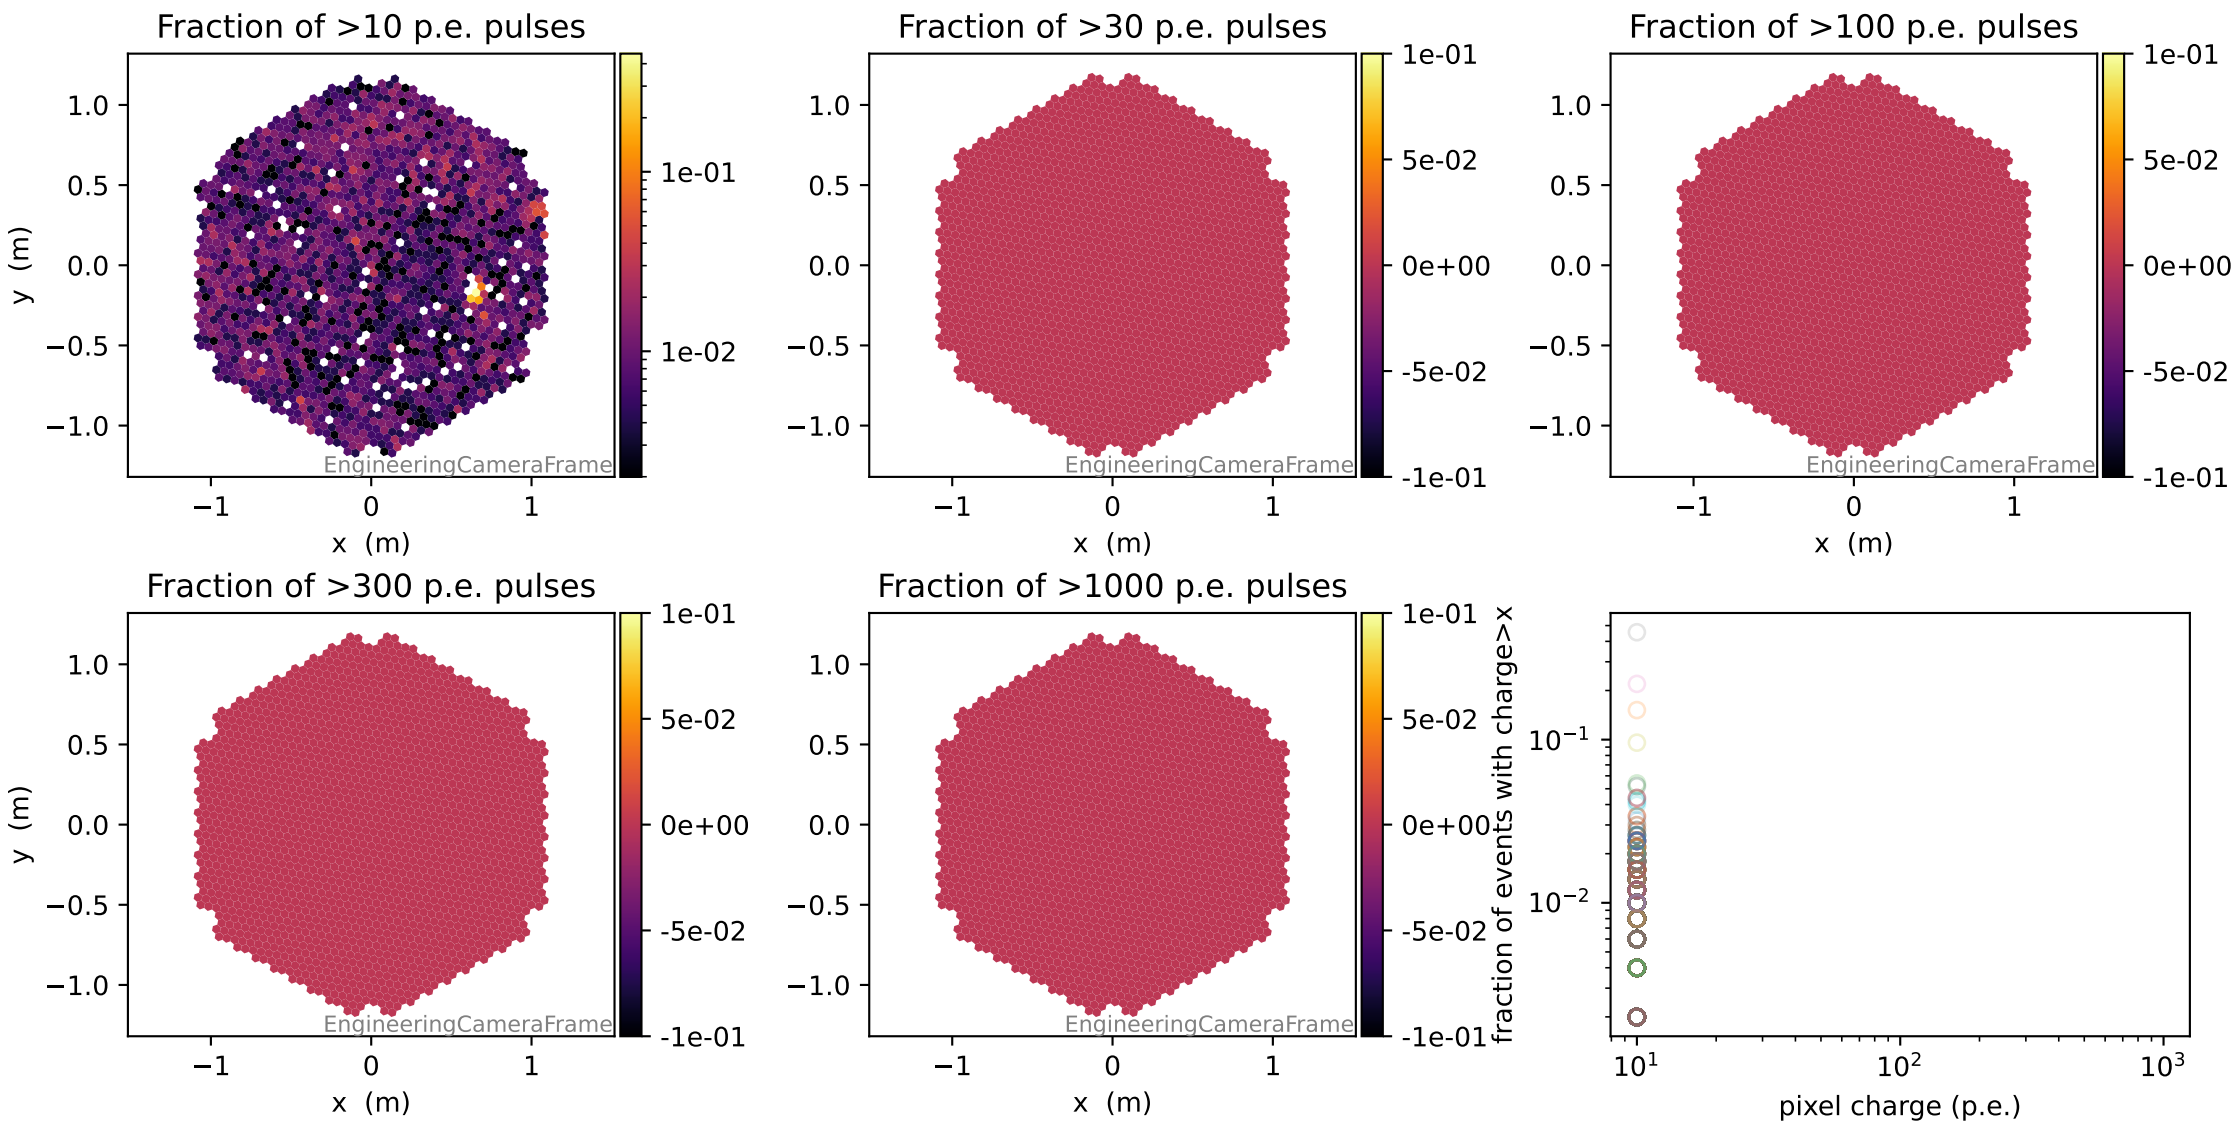 Fraction of >10 p.e. pulses
Fraction of >30 p.e. pulses
Fraction of >100 p.e. pulses
1.0
0.5
0.0
−0.5
−1.0
y (m)
−1
0
1
x (m)
EngineeringCameraFrame
1e-01
1e-02
1.0
0.5
0.0
−0.5
−1.0
−1
0
1
x (m)
EngineeringCameraFrame
1e-01
5e-02
0e+00
-5e-02
-1e-01
1.0
0.5
0.0
−0.5
−1.0
−1
0
1
x (m)
EngineeringCameraFrame
1e-01
5e-02
0e+00
-5e-02
-1e-01
Fraction of >300 p.e. pulses
Fraction of >1000 p.e. pulses
1.0
0.5
0.0
−0.5
−1.0
y (m)
−1
0
1
x (m)
EngineeringCameraFrame
1e-01
5e-02
0e+00
-5e-02
-1e-01
1.0
0.5
0.0
−0.5
−1.0
−1
0
1
x (m)
EngineeringCameraFrame
1e-01
5e-02
0e+00
-5e-02
-1e-01
fraction of events with charge>x
10⁻¹
10⁻²
10¹
10²
10³
pixel charge (p.e.)